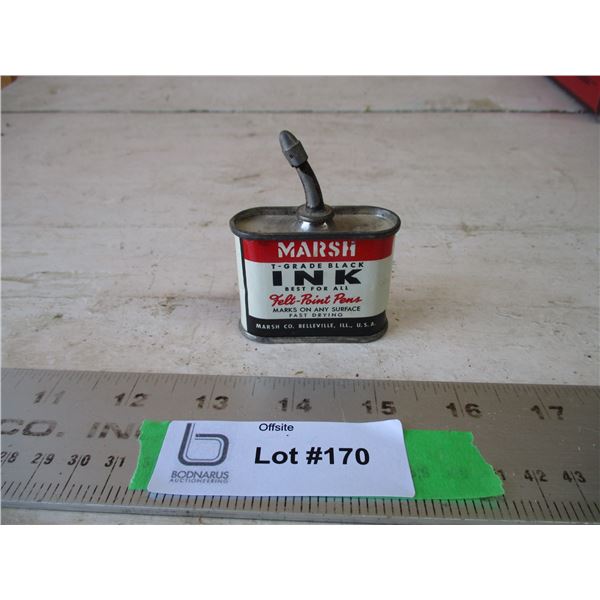 MARSH
T-GRADE BLACK
INK
BEST FOR ALL
Felt-Point Pens
MARKS ON ANY SURFACE
FAST DRYING
MARSH CO. BELLEVILLE, ILL., U.S.A.
11 12 13 14 15 16 17
CO. INC
Offsite
BODNARUS
AUCTIONEERING
Lot #170
28 29 30 31 42 43